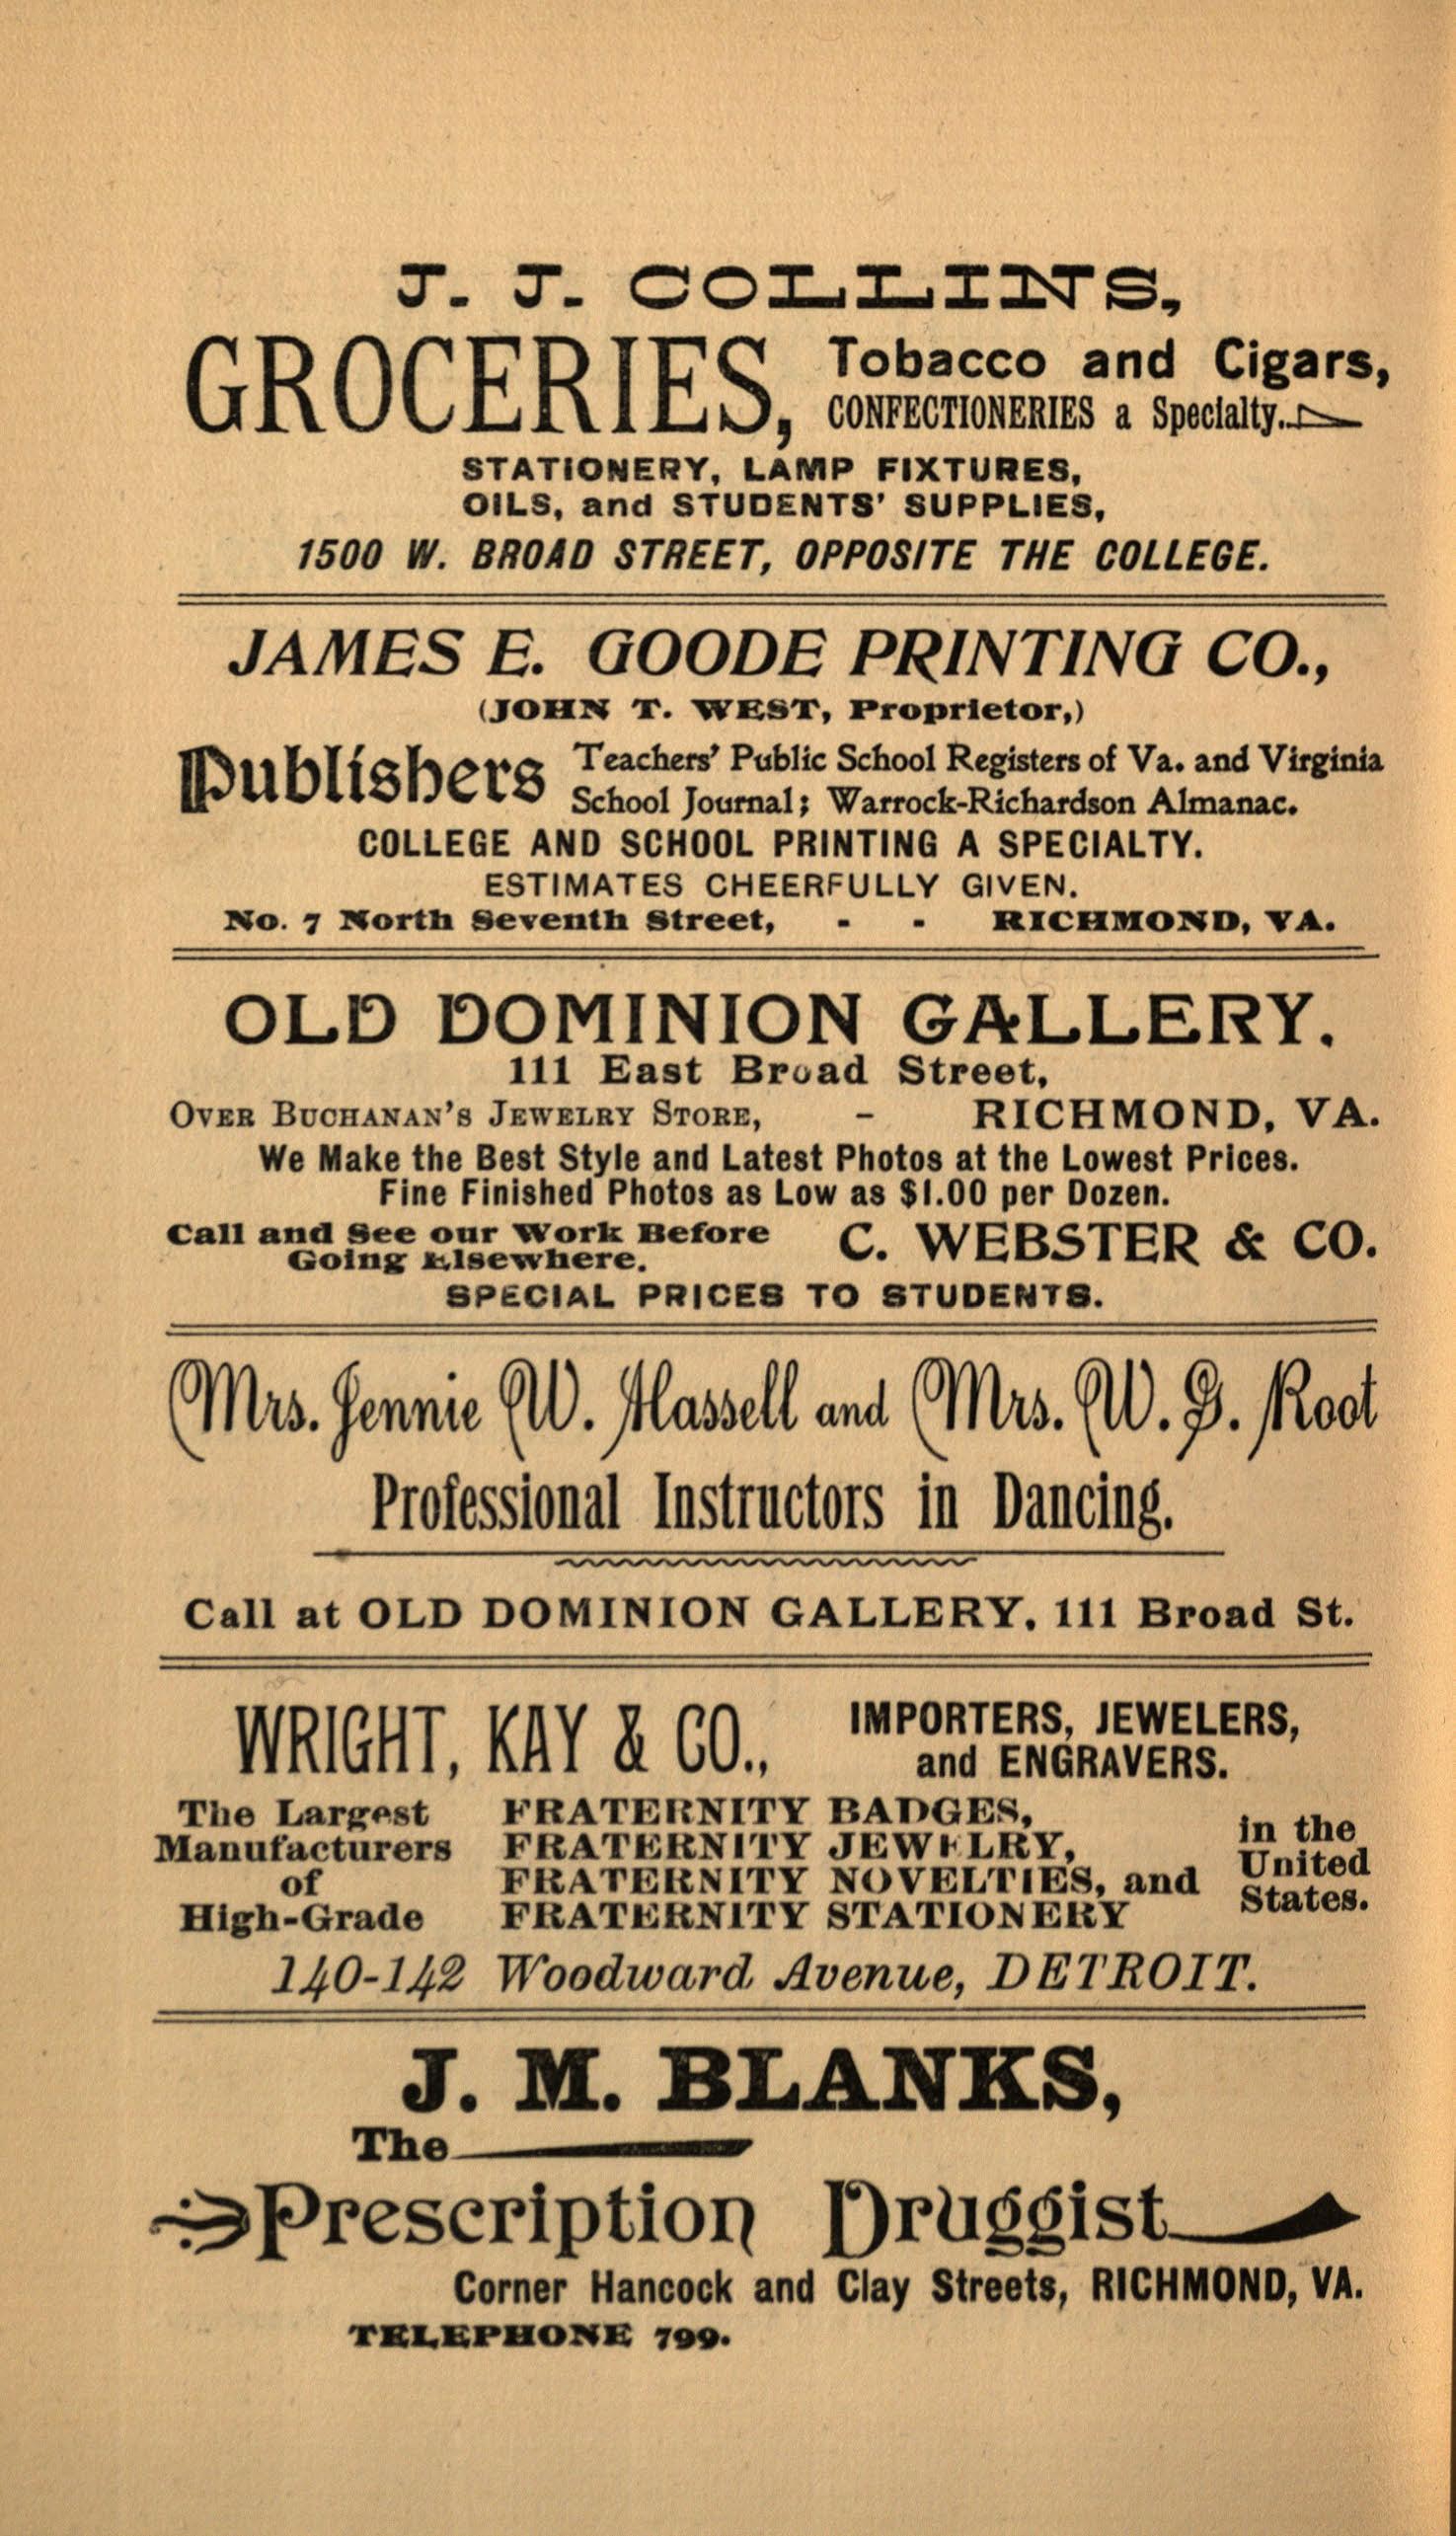 J. J. COLLINS,
GROCERIES, Tobacco and Cigars,
CONFECTIONERIES a Specialty..
STATIONERY, LAMP FIXTURES,
OILS, and STUDENTS' SUPPLIES,
1500 W. BROAD STREET, OPPOSITE THE COLLEGE.
JAMES E. GOODE PRINTING CO.,
(JOHN T. WEST, Proprietor,)
Publishers Teachers' Public School Registers of Va. and Virginia
School Journal; Warrock-Richardson Almanac.
COLLEGE AND SCHOOL PRINTING A SPECIALTY.
ESTIMATES CHEERFULLY GIVEN.
No. 7 North Seventh Street, - - RICHMOND, VA.
OLD DOMINION GALLERY.
111 East Broad Street,
OVER BUCHANAN'S JEWELRY STORE, - RICHMOND, VA.
We Make the Best Style and Latest Photos at the Lowest Prices.
Fine Finished Photos as Low as $1.00 per Dozen.
Call and See our Work Before
Going Elsewhere.
C. WEBSTER & CO.
SPECIAL PRICES TO STUDENTS.
Mrs. Jennie W. Hassell and Mrs. W. G. Root
Professional Instructors in Dancing.
Call at OLD DOMINION GALLERY, 111 Broad St.
WRIGHT, KAY & CO., IMPORTERS, JEWELERS,
and ENGRAVERS.
The Largest
Manufacturers
of
High-Grade
FRATERNITY BADGES,
FRATERNITY JEWELRY,
FRATERNITY NOVELTIES, and
FRATERNITY STATIONERY
in the
United
States.
140-142 Woodward Avenue, DETROIT.
J. M. BLANKS,
The
Prescription Druggist
Corner Hancock and Clay Streets, RICHMOND, VA.
TELEPHONE 799.